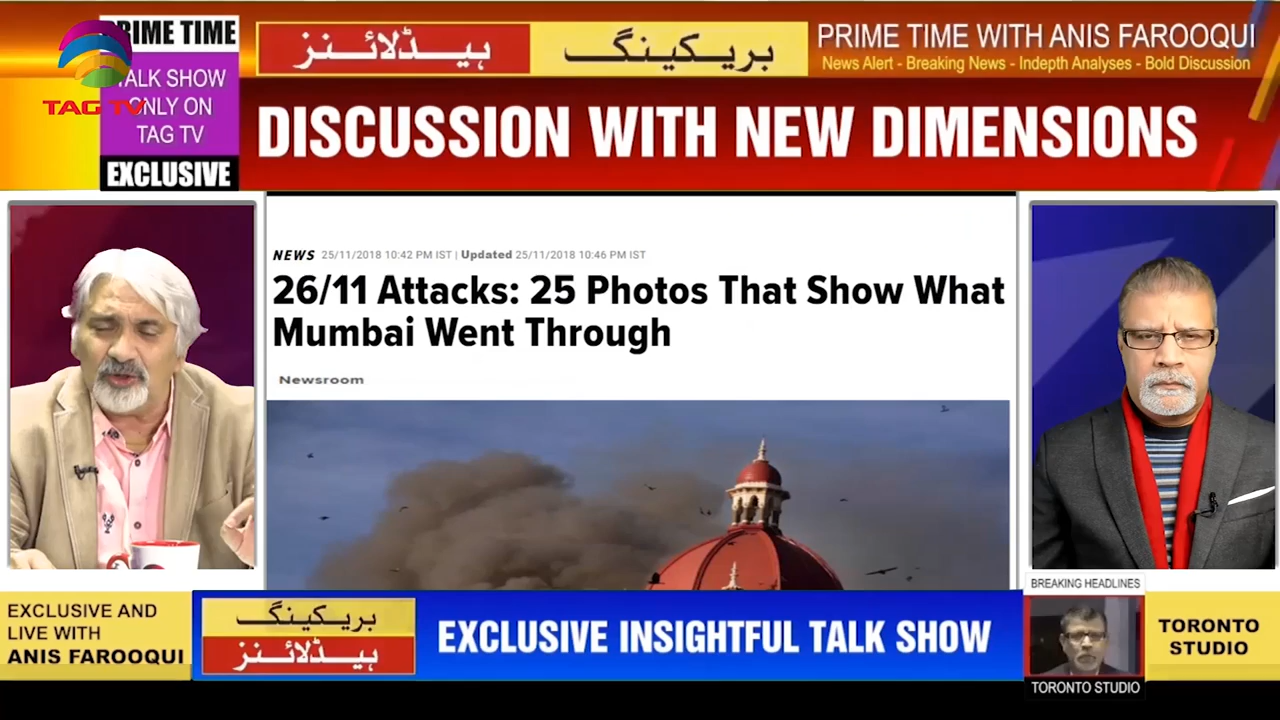 PRIME TIME
TALK SHOW
ONLY ON
TAG TV
EXCLUSIVE
TAG TV
ہیڈلائنز
بریکینگ
PRIME TIME WITH ANIS FAROOQUI
News Alert - Breaking News - Indepth Analyses - Bold Discussion
DISCUSSION WITH NEW DIMENSIONS
NEWS 25/11/2018 10:42 PM IST | Updated 25/11/2018 10:46 PM IST
26/11 Attacks: 25 Photos That Show What
Mumbai Went Through
Newsroom
EXCLUSIVE AND
LIVE WITH
ANIS FAROOQUI
بریکینگ
ہیڈلائنز
EXCLUSIVE INSIGHTFUL TALK SHOW
BREAKING HEADLINES
TORONTO STUDIO
TORONTO
STUDIO